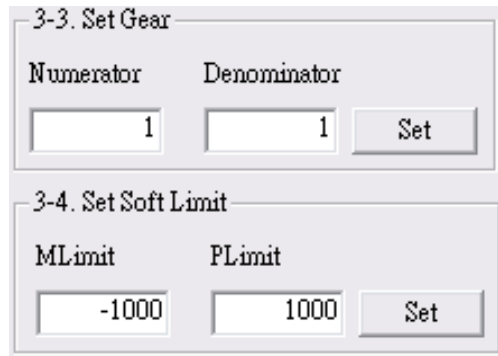 3-3. Set Gear
Numerator Denominator
1 1 Set
3-4. Set Soft Limit
MLimit PLimit
-1000 1000 Set